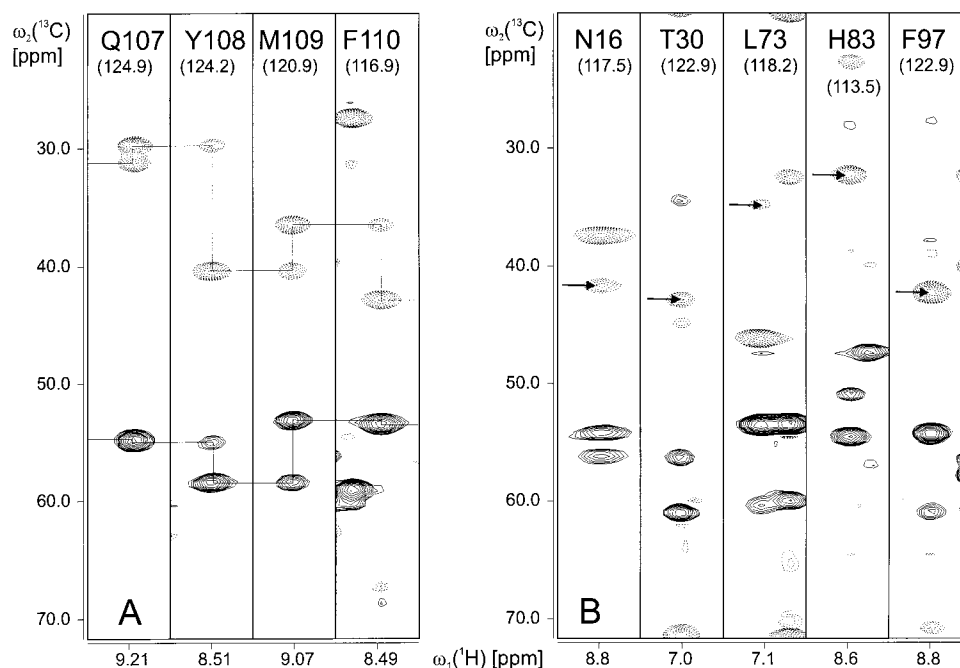 ω₂(¹³C)
[ppm]
Q107 Y108 M109 F110
(124.9) (124.2) (120.9) (116.9)
30.0
40.0
50.0
60.0
70.0
A
9.21 8.51 9.07 8.49
ω₁(¹H) [ppm]
ω₂(¹³C)
[ppm]
N16 T30 L73 H83 F97
(117.5) (122.9) (118.2) (113.5) (122.9)
30.0
40.0
50.0
60.0
70.0
B
8.8 7.0 7.1 8.6 8.8